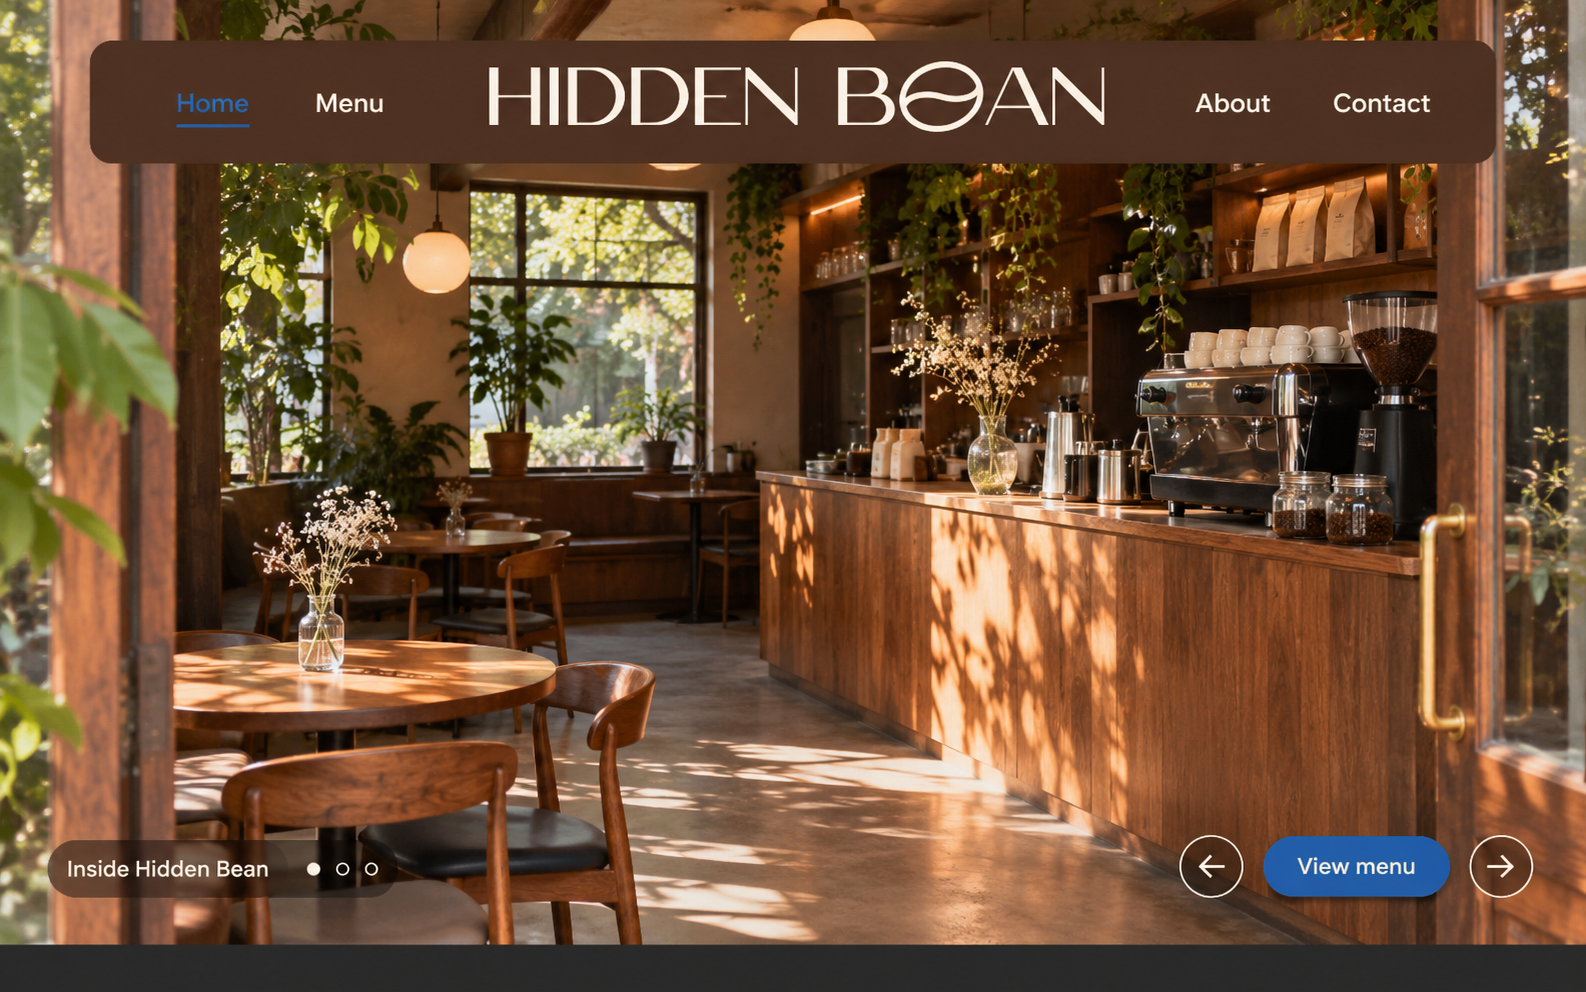 Home
Menu
HIDDEN BEAN
About
Contact
Inside Hidden Bean
View menu